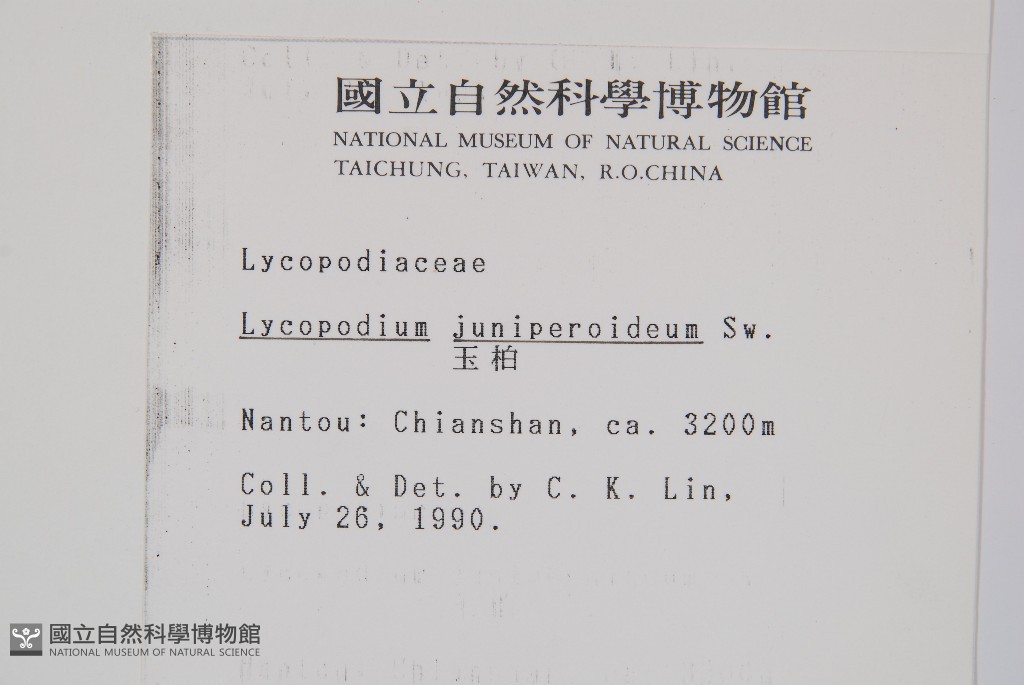 國立自然科學博物館
NATIONAL MUSEUM OF NATURAL SCIENCE
TAICHUNG, TAIWAN, R.O.CHINA
Lycopodiaceae
Lycopodium juniperoideum Sw.
玉柏
Nantou: Chianshan, ca. 3200m
Coll. & Det. by C. K. Lin,
July 26, 1990.
國立自然科學博物館
NATIONAL MUSEUM OF NATURAL SCIENCE